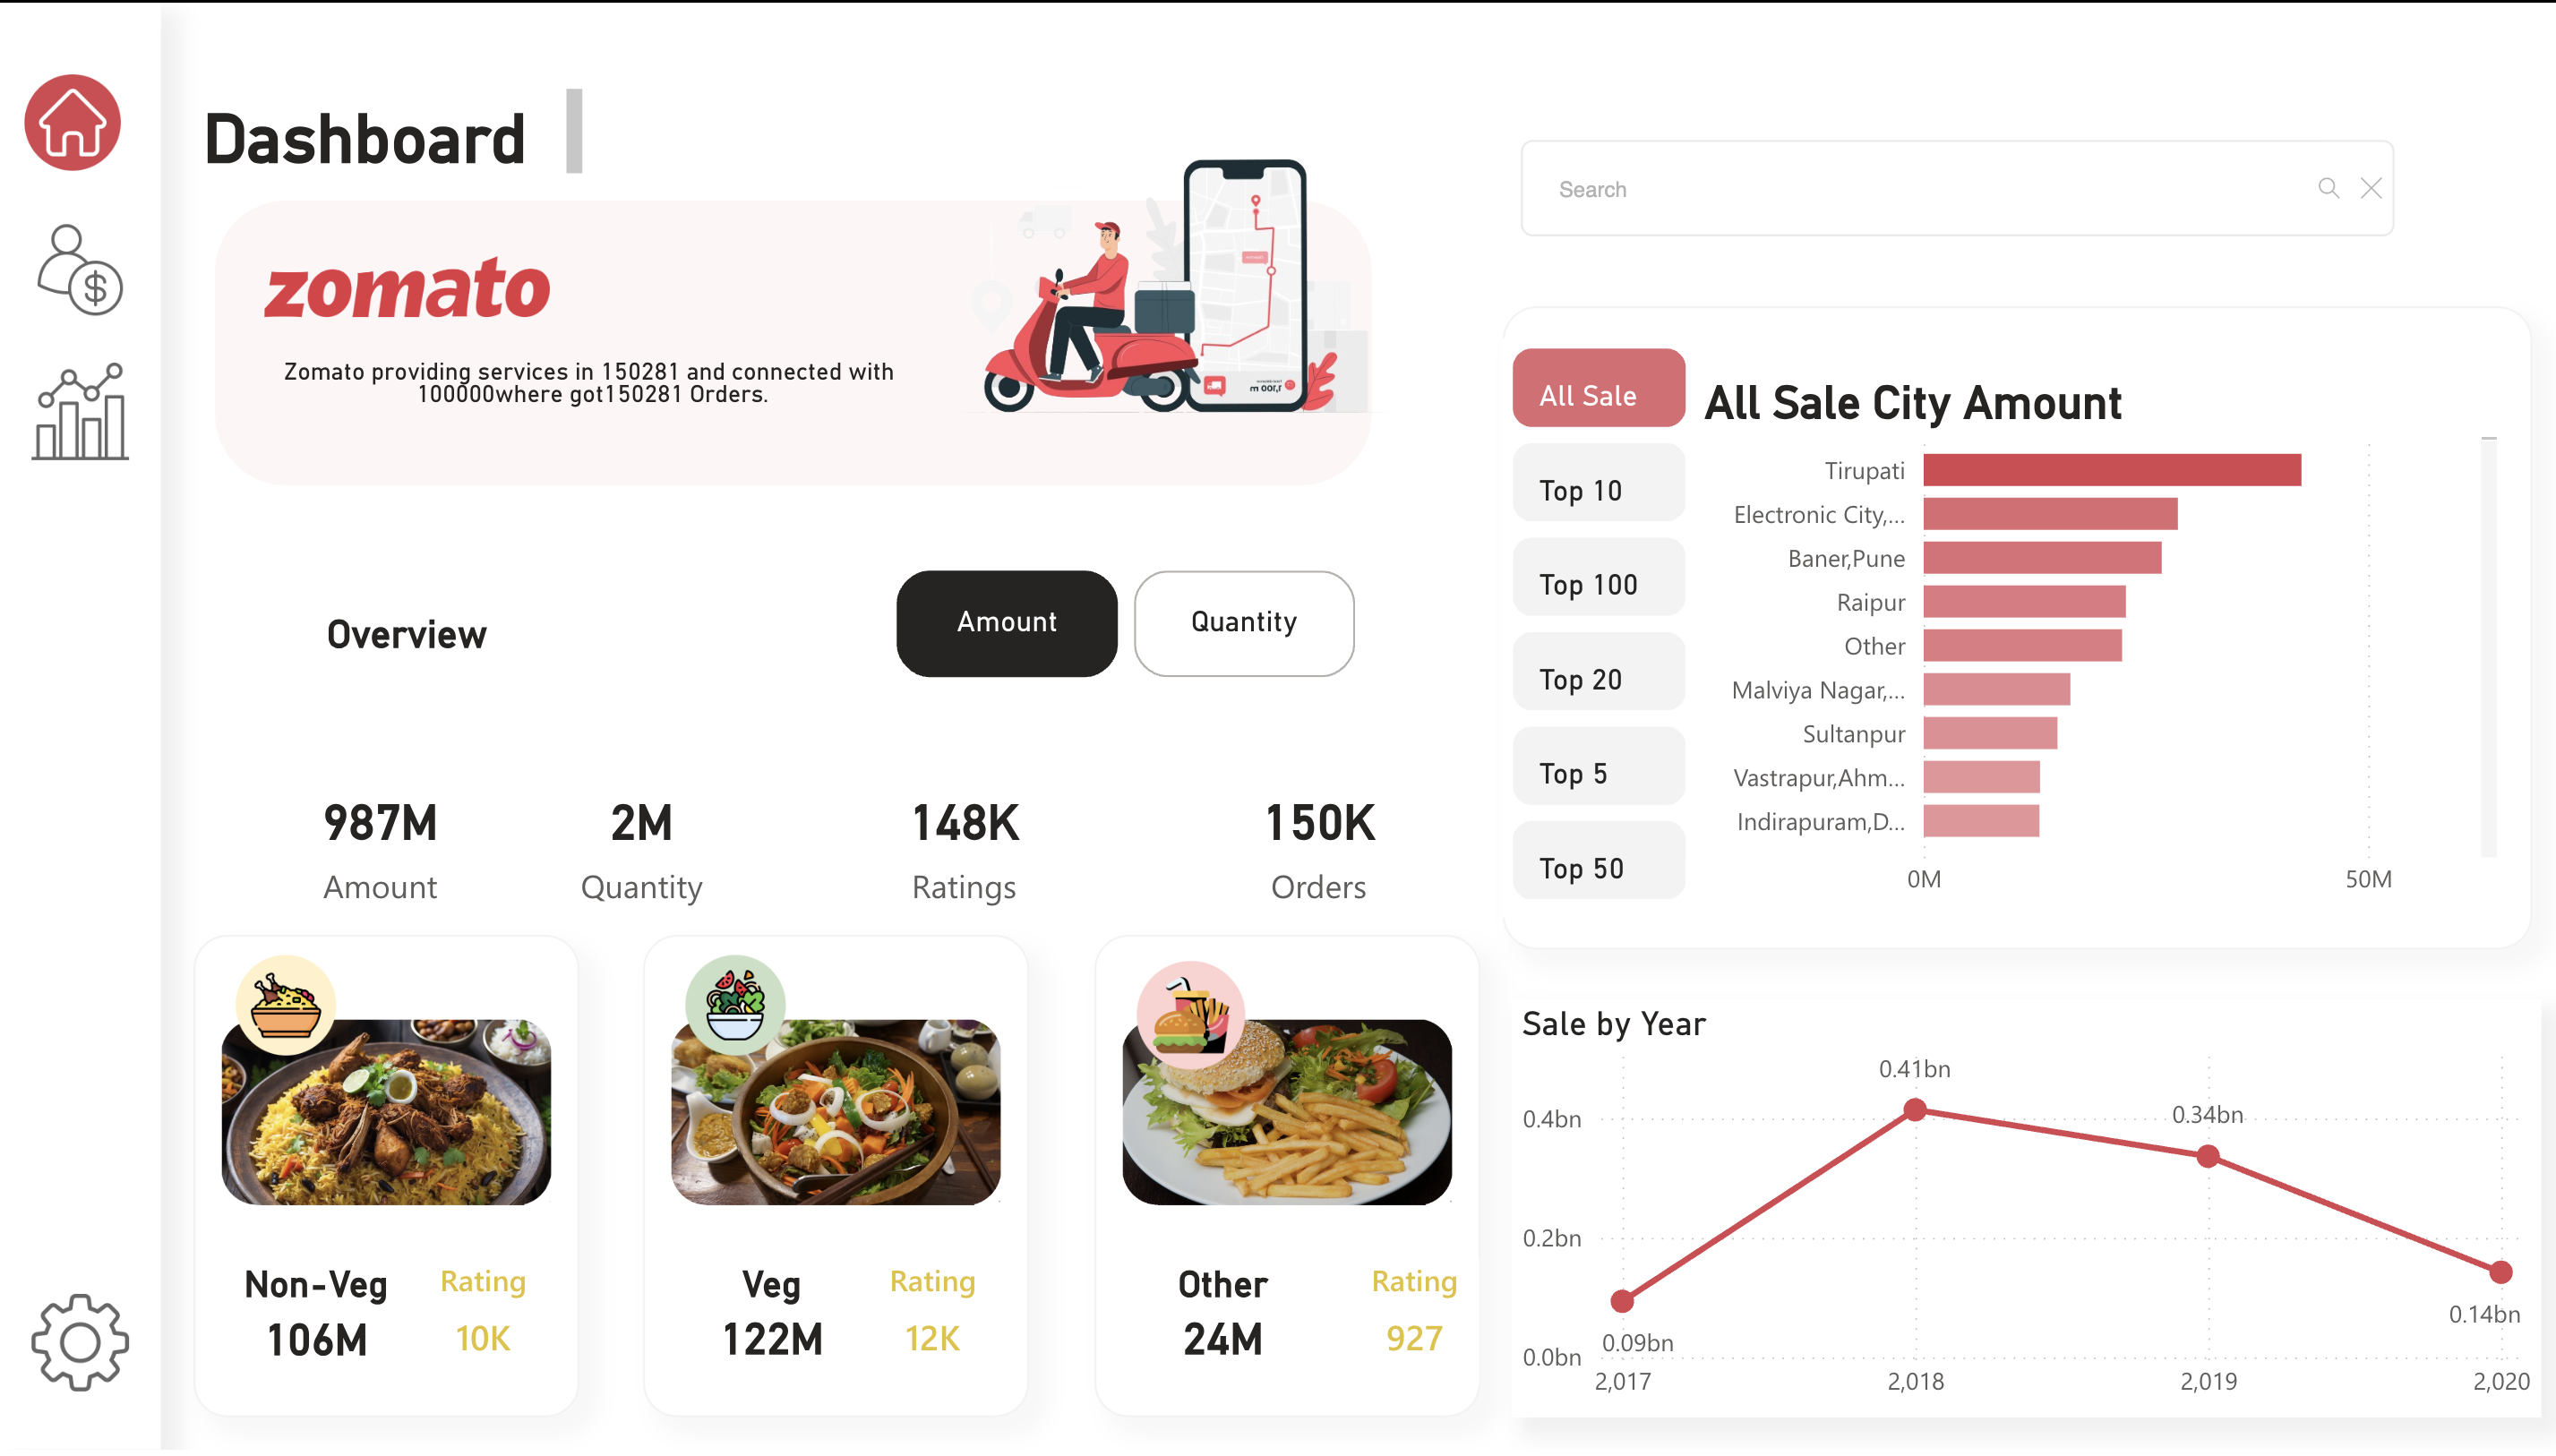 Dashboard
Search
zomato
Zomato providing services in 150281 and connected with
100000where got150281 Orders.
Overview
Amount
Quantity
987M
Amount
2M
Quantity
148K
Ratings
150K
Orders
Non-Veg
106M
Rating
10K
Veg
122M
Rating
12K
Other
24M
Rating
927
All Sale
Top 10
Top 100
Top 20
Top 5
Top 50
All Sale City Amount
Tirupati
Electronic City,...
Baner,Pune
Raipur
Other
Malviya Nagar,...
Sultanpur
Vastrapur,Ahm...
Indirapuram,D...
0M
50M
Sale by Year
0.4bn
0.2bn
0.0bn
0.09bn
0.41bn
0.34bn
0.14bn
2,017
2,018
2,019
2,020